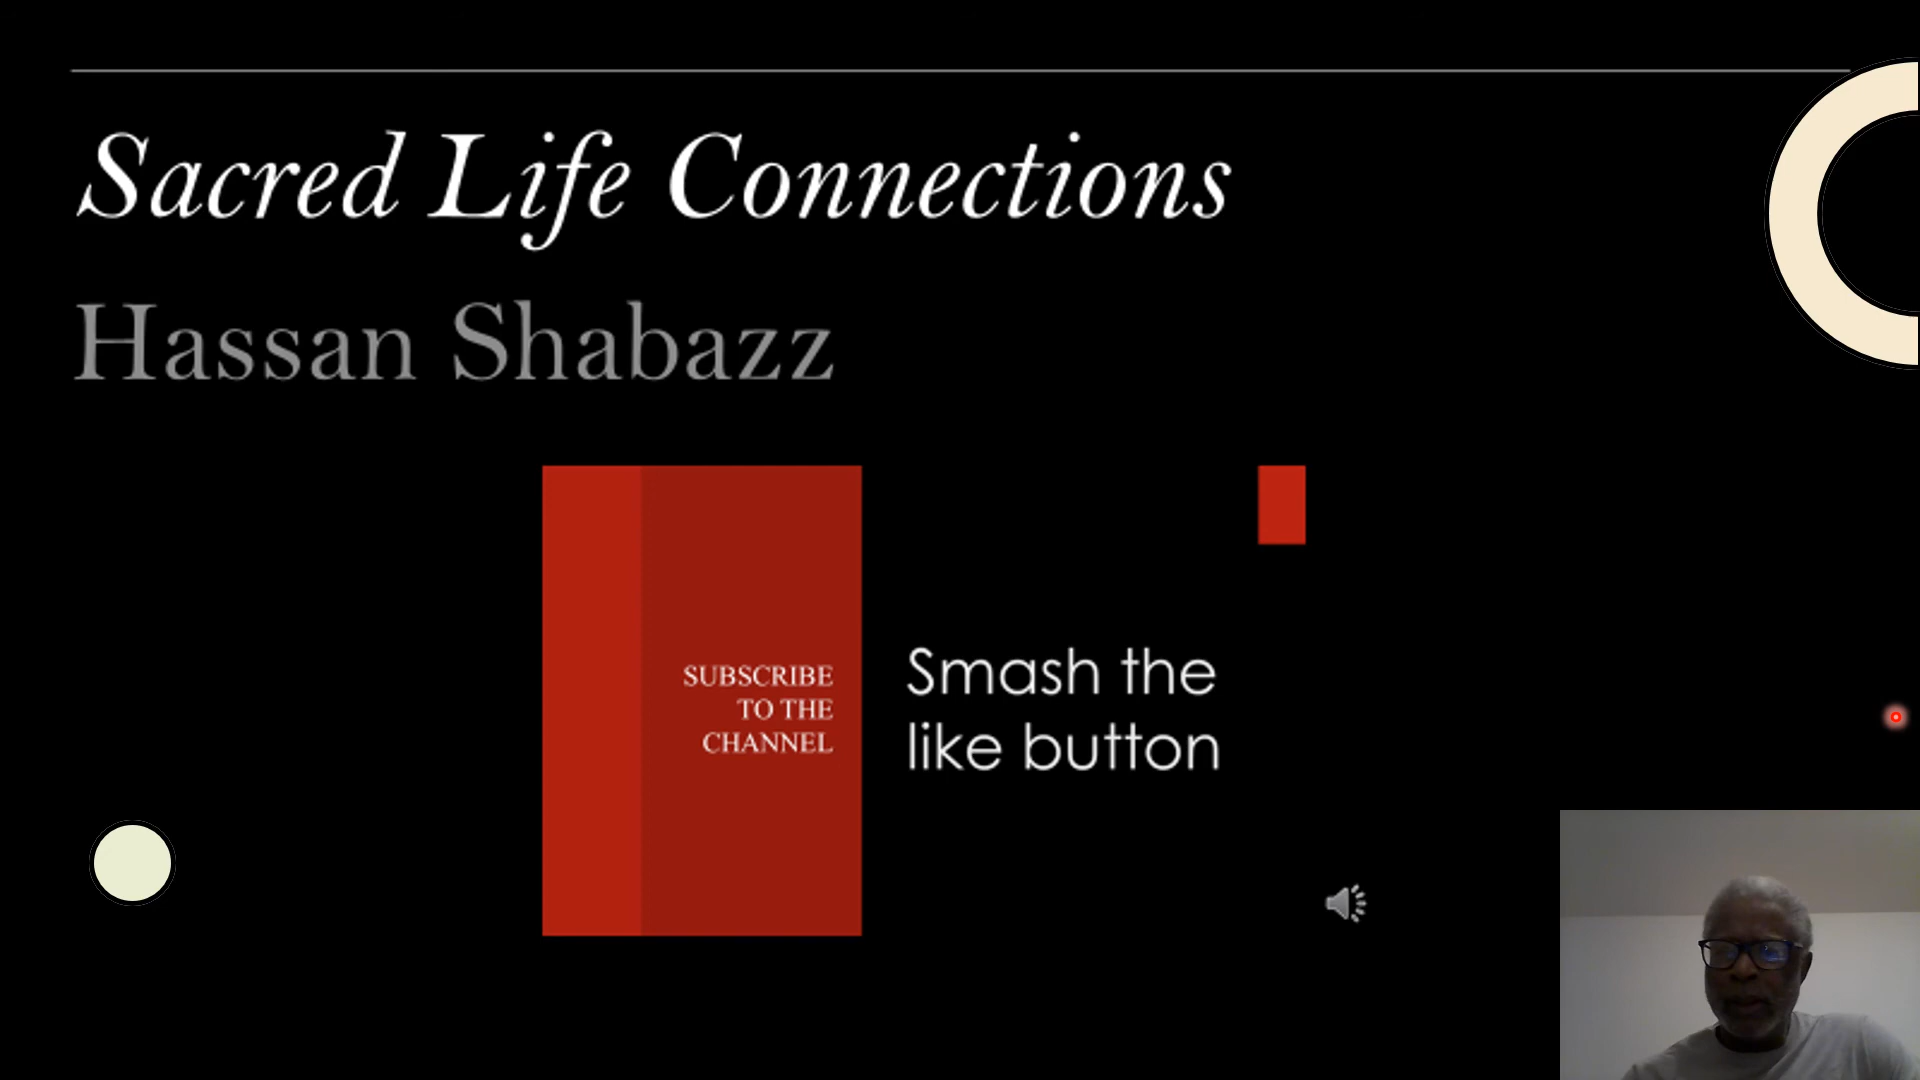 Sacred Life Connections
Hassan Shabazz
SUBSCRIBE
TO THE
CHANNEL
Smash the
like button